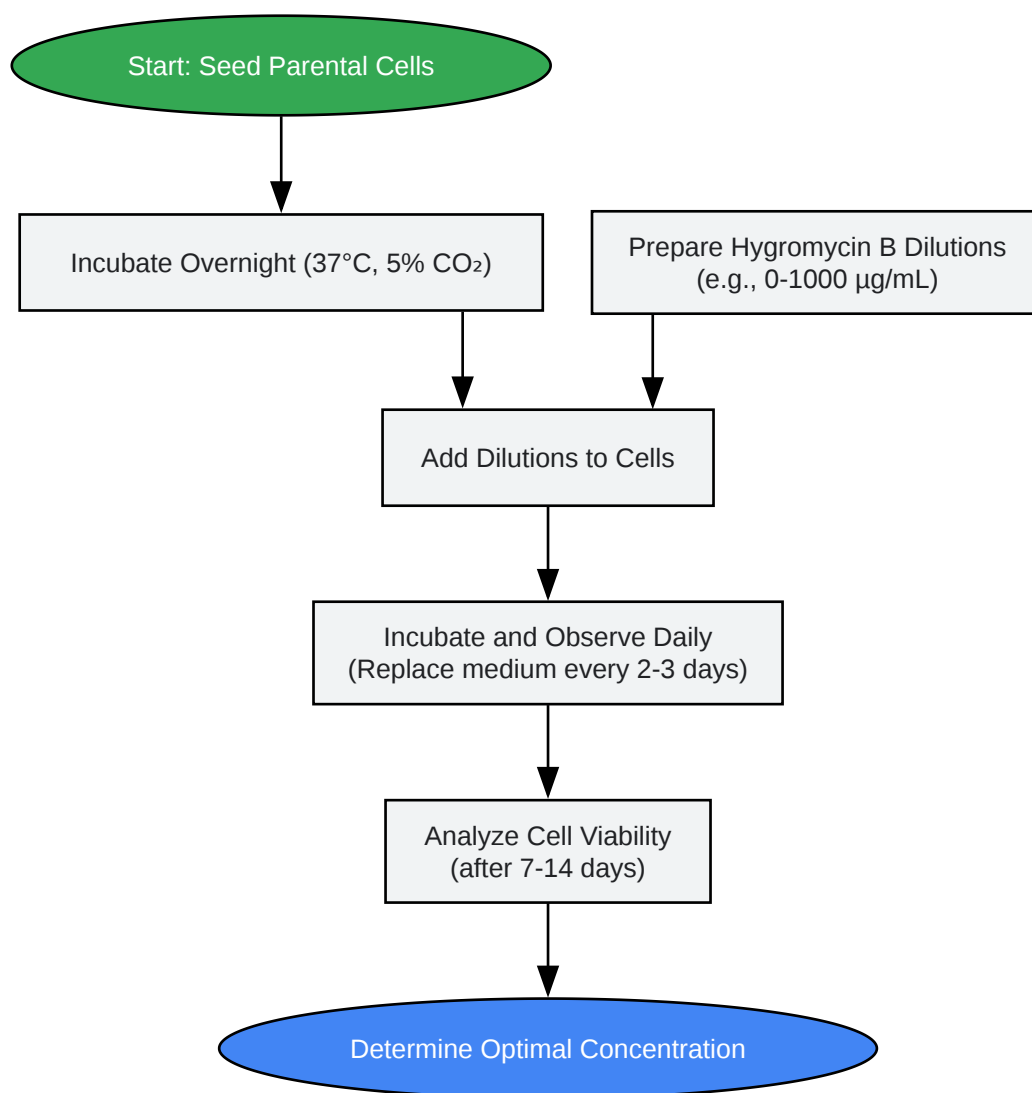 Start: Seed Parental Cells
Incubate Overnight (37°C, 5% CO₂)
Prepare Hygromycin B Dilutions
(e.g., 0-1000 µg/mL)
Add Dilutions to Cells
Incubate and Observe Daily
(Replace medium every 2-3 days)
Analyze Cell Viability
(after 7-14 days)
Determine Optimal Concentration